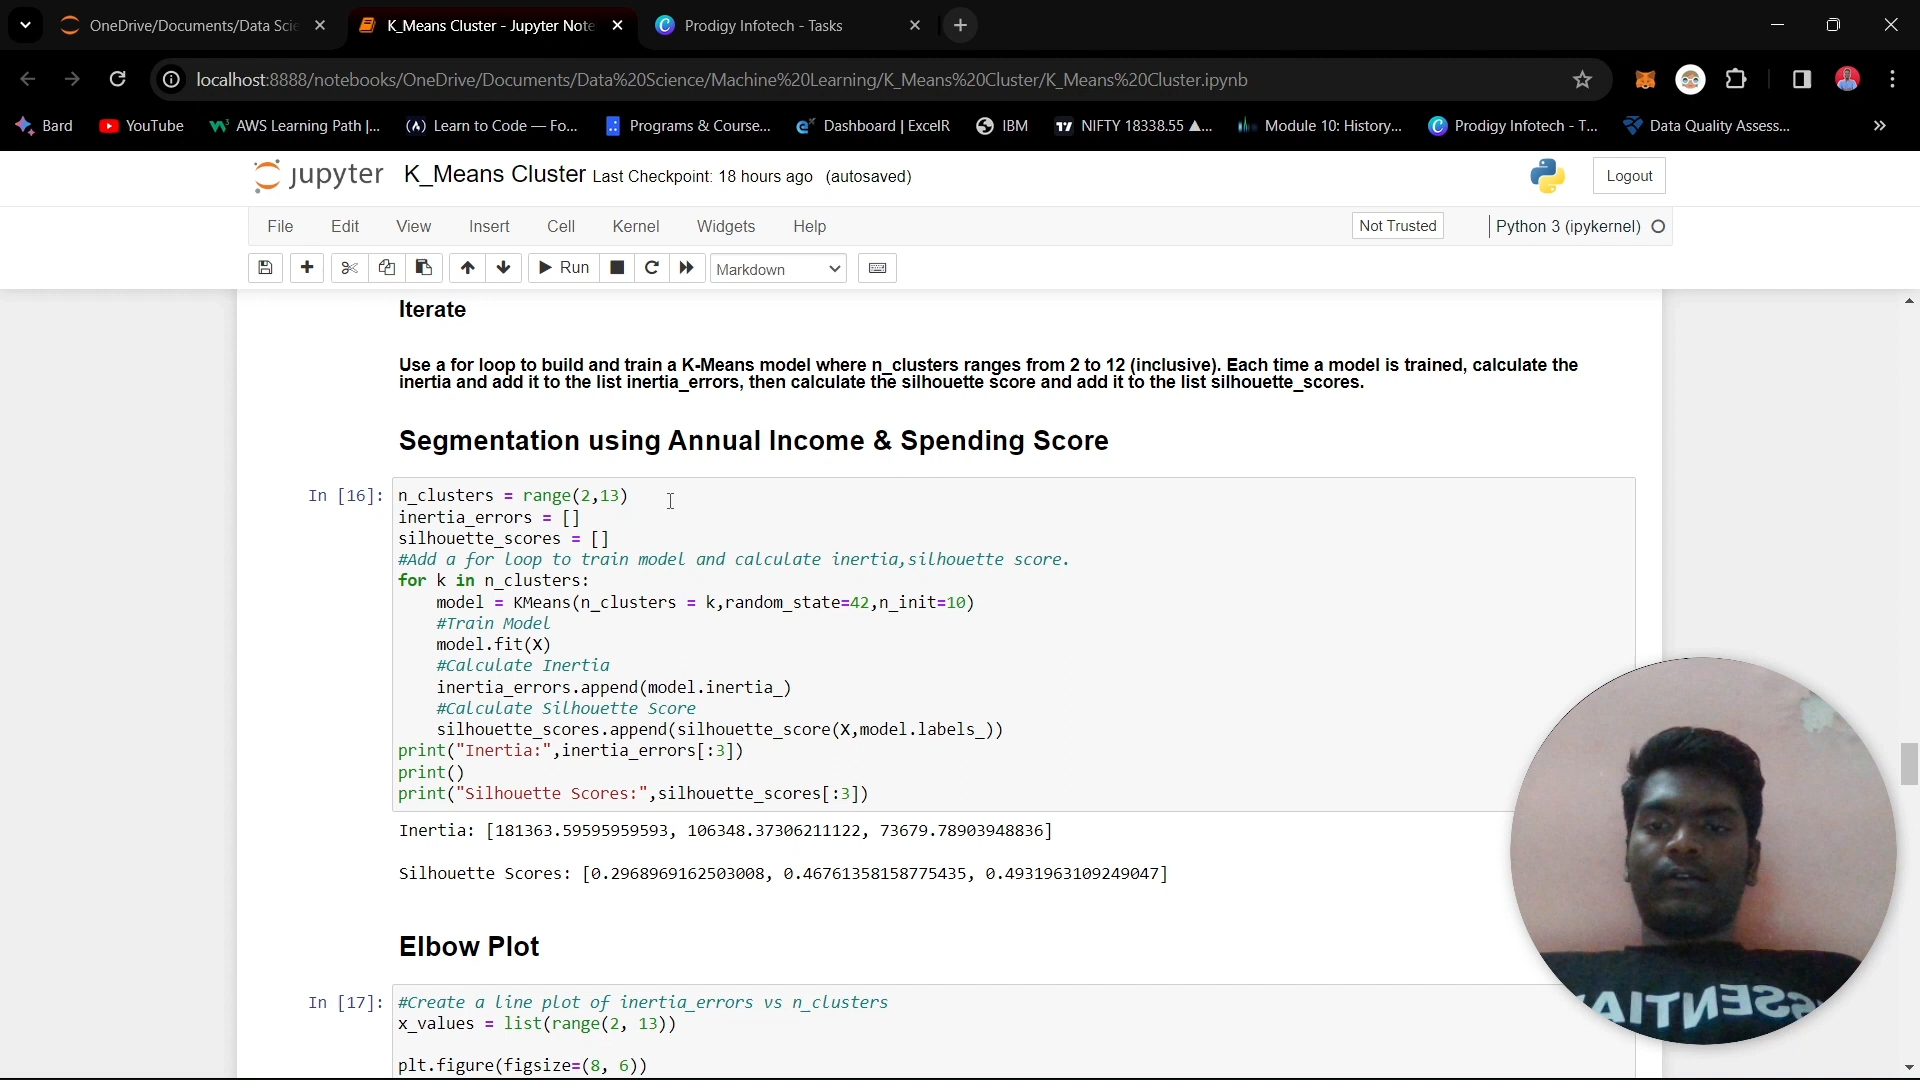 OneDrive/Documents/Data Scie
K_Means Cluster - Jupyter Note
Prodigy Infotech - Tasks
localhost:8888/notebooks/OneDrive/Documents/Data%20Science/Machine%20Learning/K_Means%20Cluster/K_Means%20Cluster.ipynb
Bard
YouTube
AWS Learning Path |...
Learn to Code — Fo...
Programs & Course...
Dashboard | ExcelR
IBM
NIFTY 18338.55 ▲...
Module 10: History...
Prodigy Infotech - T...
Data Quality Assess...
jupyter
K_Means Cluster Last Checkpoint: 18 hours ago (autosaved)
Logout
File Edit View Insert Cell Kernel Widgets Help
Not Trusted
Python 3 (ipykernel)
Run
Markdown
Iterate
Use a for loop to build and train a K-Means model where n_clusters ranges from 2 to 12 (inclusive). Each time a model is trained, calculate the
inertia and add it to the list inertia_errors, then calculate the silhouette score and add it to the list silhouette_scores.
Segmentation using Annual Income & Spending Score
In [16]:
n_clusters = range(2,13)
inertia_errors = []
silhouette_scores = []
#Add a for loop to train model and calculate inertia,silhouette score.
for k in n_clusters:
    model = KMeans(n_clusters = k,random_state=42,n_init=10)
    #Train Model
    model.fit(X)
    #Calculate Inertia
    inertia_errors.append(model.inertia_)
    #Calculate Silhouette Score
    silhouette_scores.append(silhouette_score(X,model.labels_))
print("Inertia:",inertia_errors[:3])
print()
print("Silhouette Scores:",silhouette_scores[:3])
Inertia: [181363.59595959593, 106348.37306211122, 73679.78903948836]
Silhouette Scores: [0.2968969162503008, 0.46761358158775435, 0.4931963109249047]
Elbow Plot
In [17]:
#Create a line plot of inertia_errors vs n_clusters
x_values = list(range(2, 13))
plt.figure(figsize=(8, 6))